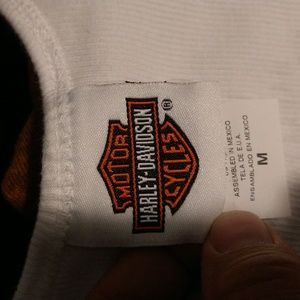 MOTOR
HARLEY-DAVIDSON
CYCLES
®
ASSEMBLED IN MEXICO
TELA DE E.U.A.
ENSAMBLADO EN MEXICO
M